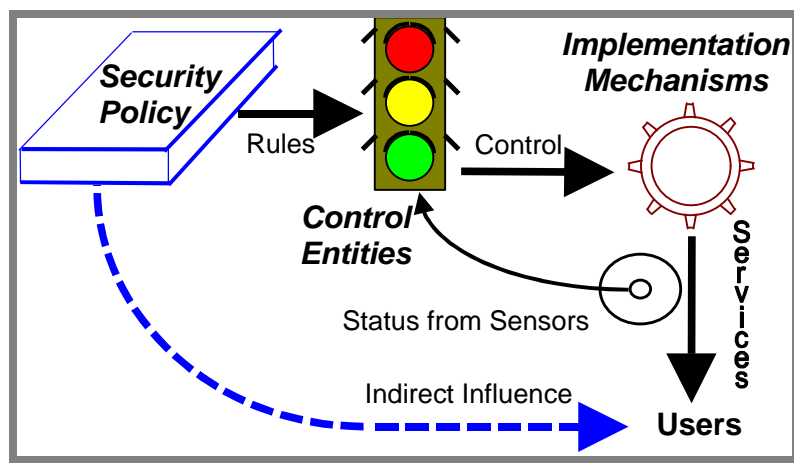 Security
Policy
Rules
Implementation
Mechanisms
Control
Control
Entities
Services
Status from Sensors
Indirect Influence
Users